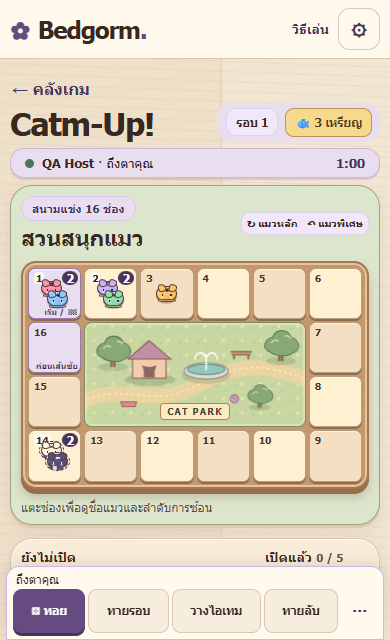 Bedgorm.
วิธีเล่น
← คลังเกม
Catm-Up!
รอบ 1
3 เหรียญ
QA Host · ถึงตาคุณ
1:00
สนามแข่ง 16 ช่อง
สวนสนุกแมว
↻ แมวหลัก ↶ แมวพิเศษ
1 2
เริ่ม /
2 2
3
4
5
6
16
ก่อนเส้นชัย
7
15
8
CAT PARK
14 2
13
12
11
10
9
แตะช่องเพื่อดูชื่อแมวและลำดับการซ้อน
ยังไม่เปิด
เปิดแล้ว 0 / 5
ถึงตาคุณ
ทอย
ทายรอบ
วางไอเทม
ทายลับ
···